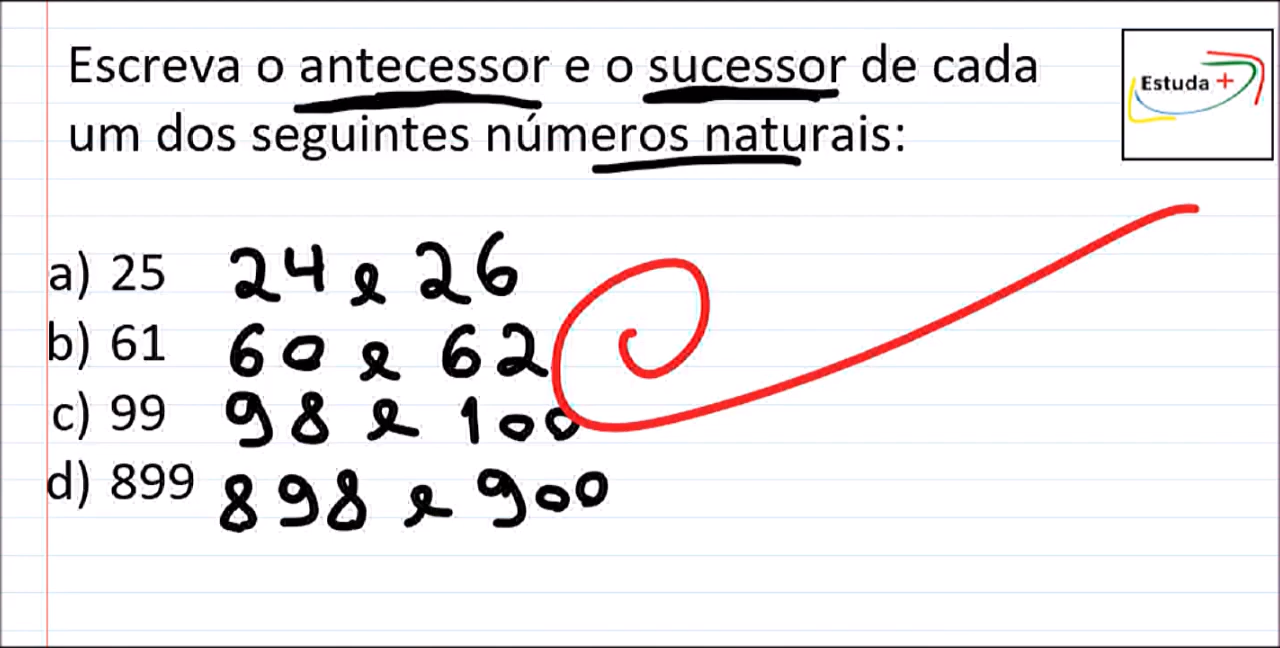 Escreva o antecessor e o sucessor de cada
um dos seguintes números naturais:
Estuda +
a) 25 24 e 26
b) 61 60 e 62
c) 99 98 e 100
d) 899 898 e 900